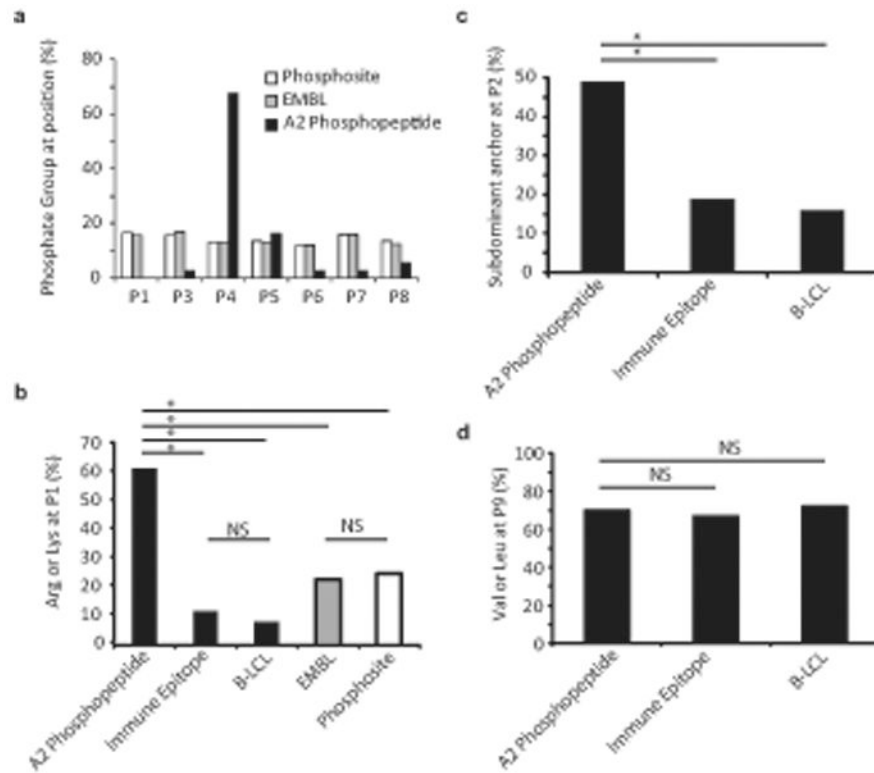 a
Phosphate Group at position (%)
80
60
40
20
0
Phosphosite
EMBL
A2 Phosphopeptide
P1 P3 P4 P5 P6 P7 P8
b
Arg or Lys at P1 (%)
70
60
50
40
30
20
10
0
*
*
*
*
NS
NS
A2 Phosphopeptide
Immune Epitope
B-LCL
EMBL
Phosphosite
c
Subdominant anchor at P2 (%)
50
40
30
20
10
0
*
*
A2 Phosphopeptide
Immune Epitope
B-LCL
d
Val or Leu at P9 (%)
100
80
60
40
20
0
NS
NS
A2 Phosphopeptide
Immune Epitope
B-LCL